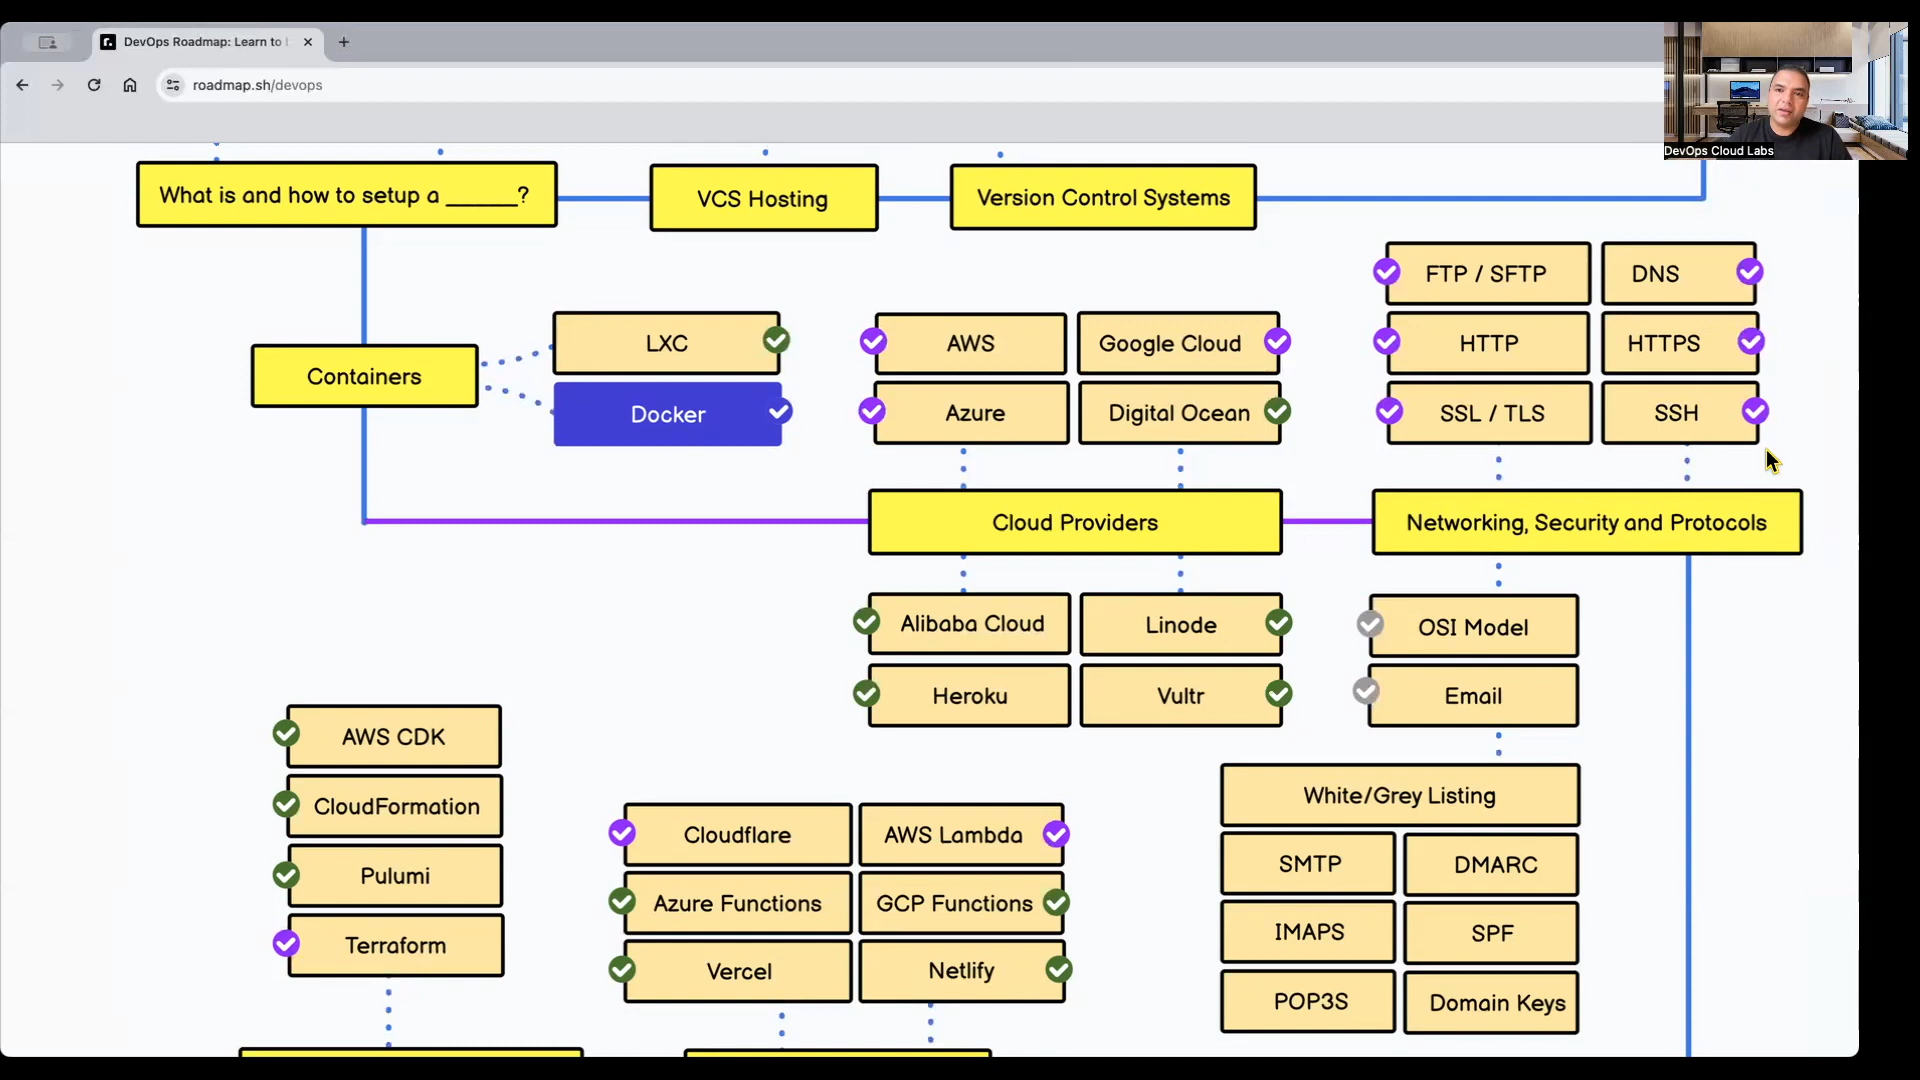 DevOps Roadmap: Learn to
roadmap.sh/devops
DevOps Cloud Labs
What is and how to setup a ______?
VCS Hosting
Version Control Systems
FTP / SFTP
DNS
LXC
AWS
Google Cloud
HTTP
HTTPS
Containers
Docker
Azure
Digital Ocean
SSL / TLS
SSH
Cloud Providers
Networking, Security and Protocols
Alibaba Cloud
Linode
OSI Model
Heroku
Vultr
Email
AWS CDK
CloudFormation
Pulumi
Terraform
Cloudflare
AWS Lambda
Azure Functions
GCP Functions
Vercel
Netlify
White/Grey Listing
SMTP
DMARC
IMAPS
SPF
POP3S
Domain Keys